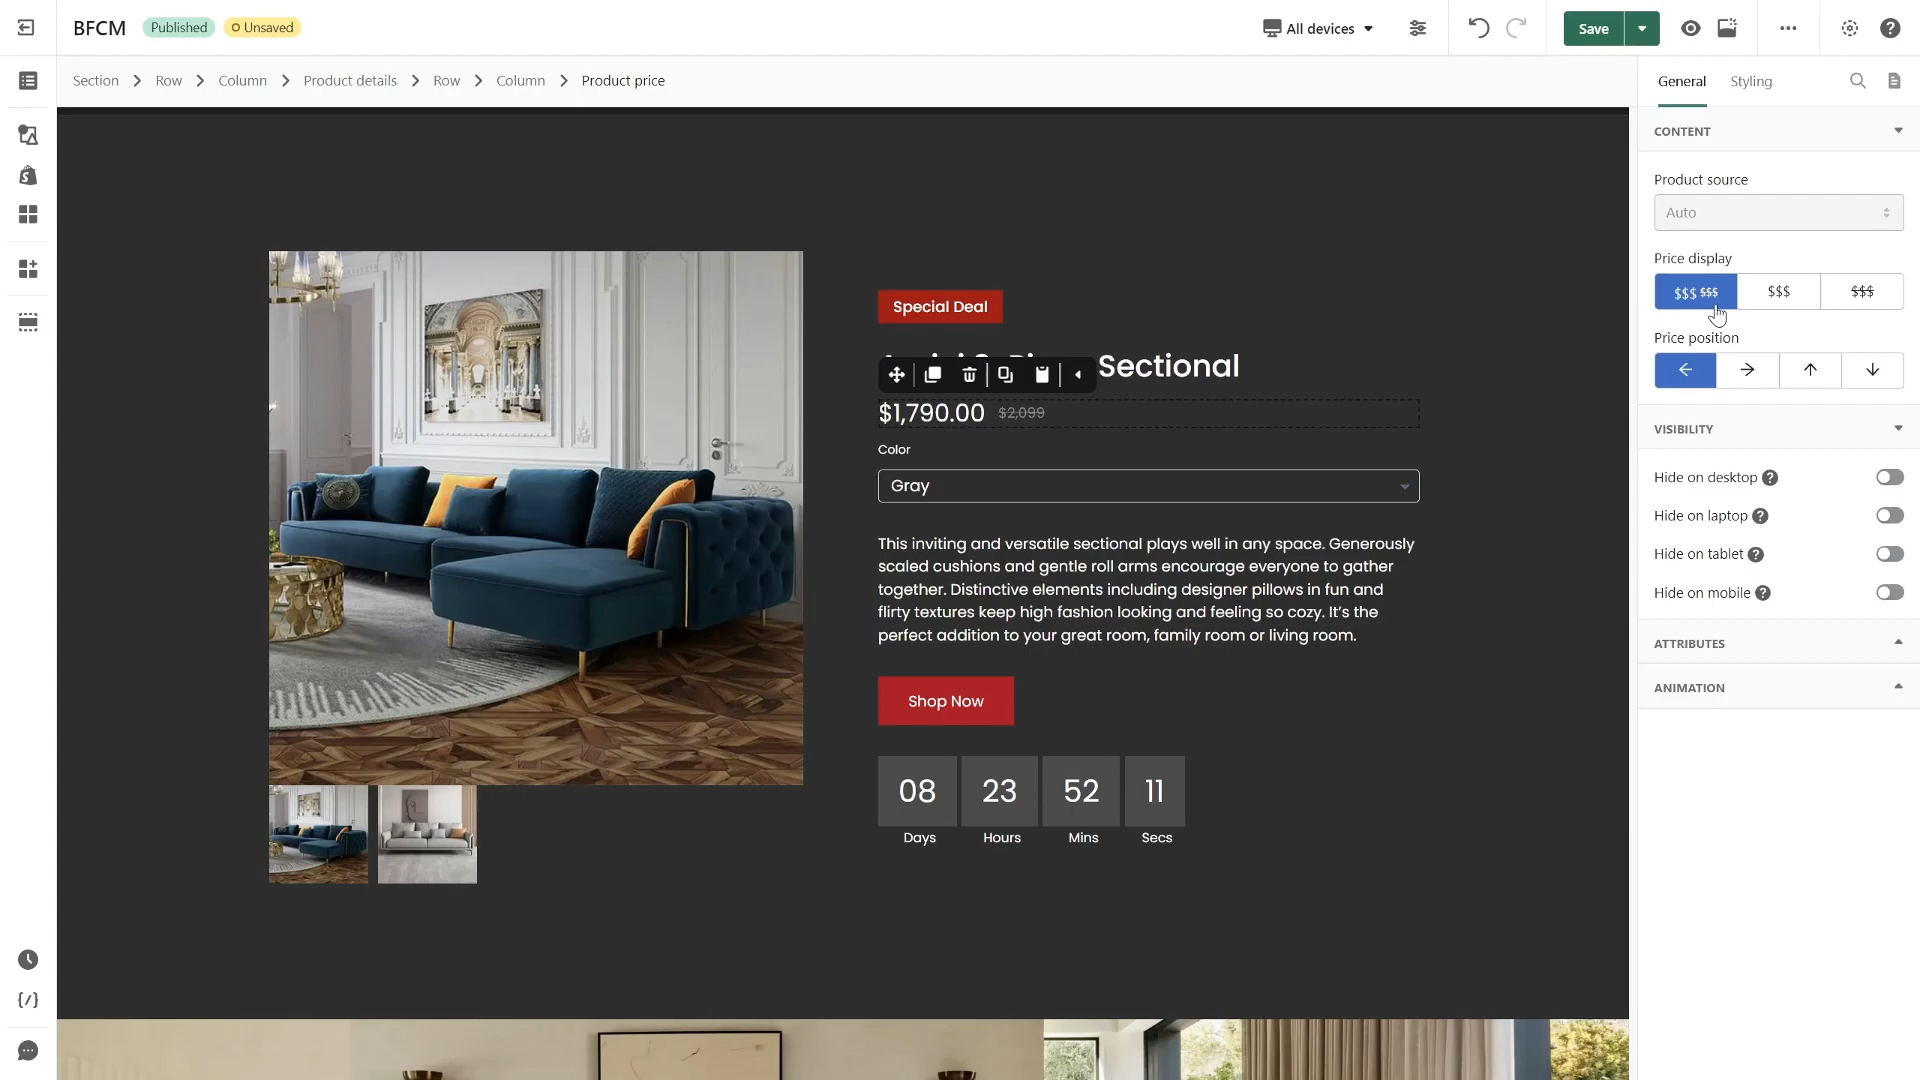 BFCM
Published
Unsaved
All devices
Save
Section
Row
Column
Product details
Row
Column
Product price
General
Styling
CONTENT
Product source
Auto
Price display
$$$ $$$
$$$
$$$
Price position
VISIBILITY
Hide on desktop
Hide on laptop
Hide on tablet
Hide on mobile
ATTRIBUTES
ANIMATION
Special Deal
Sectional
$1,790.00 $2,099
Color
Gray
This inviting and versatile sectional plays well in any space. Generously
scaled cushions and gentle roll arms encourage everyone to gather
together. Distinctive elements including designer pillows in fun and
flirty textures keep high fashion looking and feeling so cozy. It's the
perfect addition to your great room, family room or living room.
Shop Now
08 23 52 11
Days Hours Mins Secs